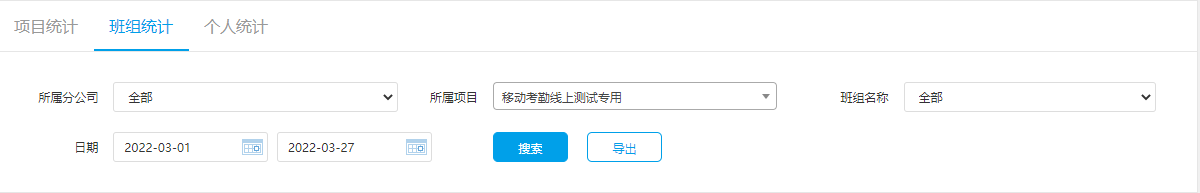 项目统计 班组统计 个人统计
所属分公司 全部 所属项目 移动考勤线上测试专用 班组名称 全部
日期 2022-03-01 2022-03-27 搜索 导出